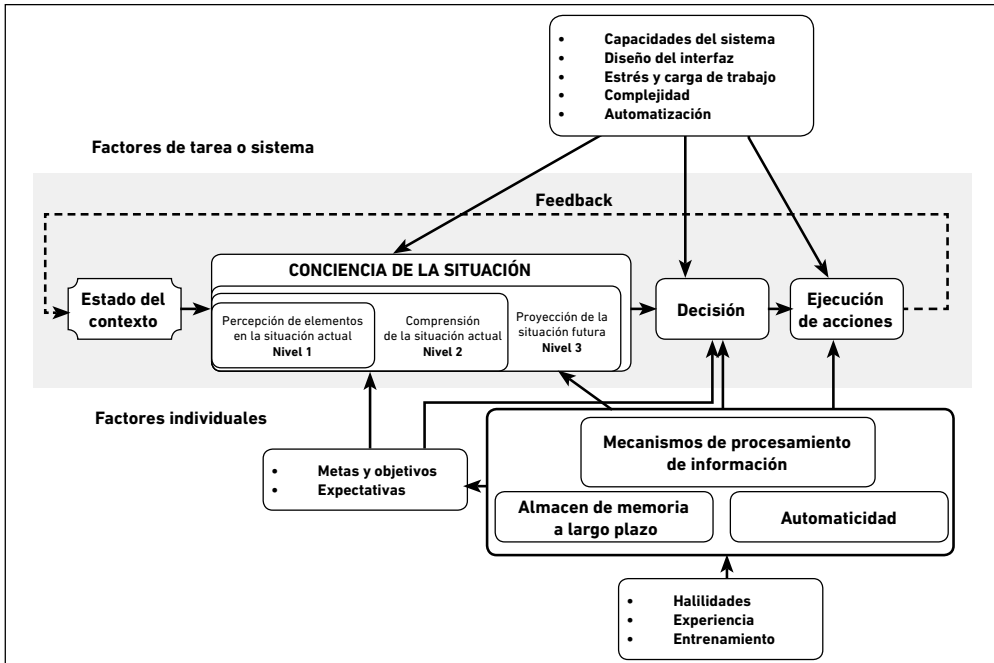 • Capacidades del sistema
• Diseño del interfaz
• Estrés y carga de trabajo
• Complejidad
• Automatización
Factores de tarea o sistema
Feedback
CONCIENCIA DE LA SITUACIÓN
Estado del
contexto
Percepción de elementos
en la situación actual
Nivel 1
Comprensión
de la situación actual
Nivel 2
Proyección de la
situación futura
Nivel 3
Decisión
Ejecución
de acciones
Factores individuales
• Metas y objetivos
• Expectativas
Mecanismos de procesamiento
de información
Almacen de memoria
a largo plazo
Automaticidad
• Halilidades
• Experiencia
• Entrenamiento